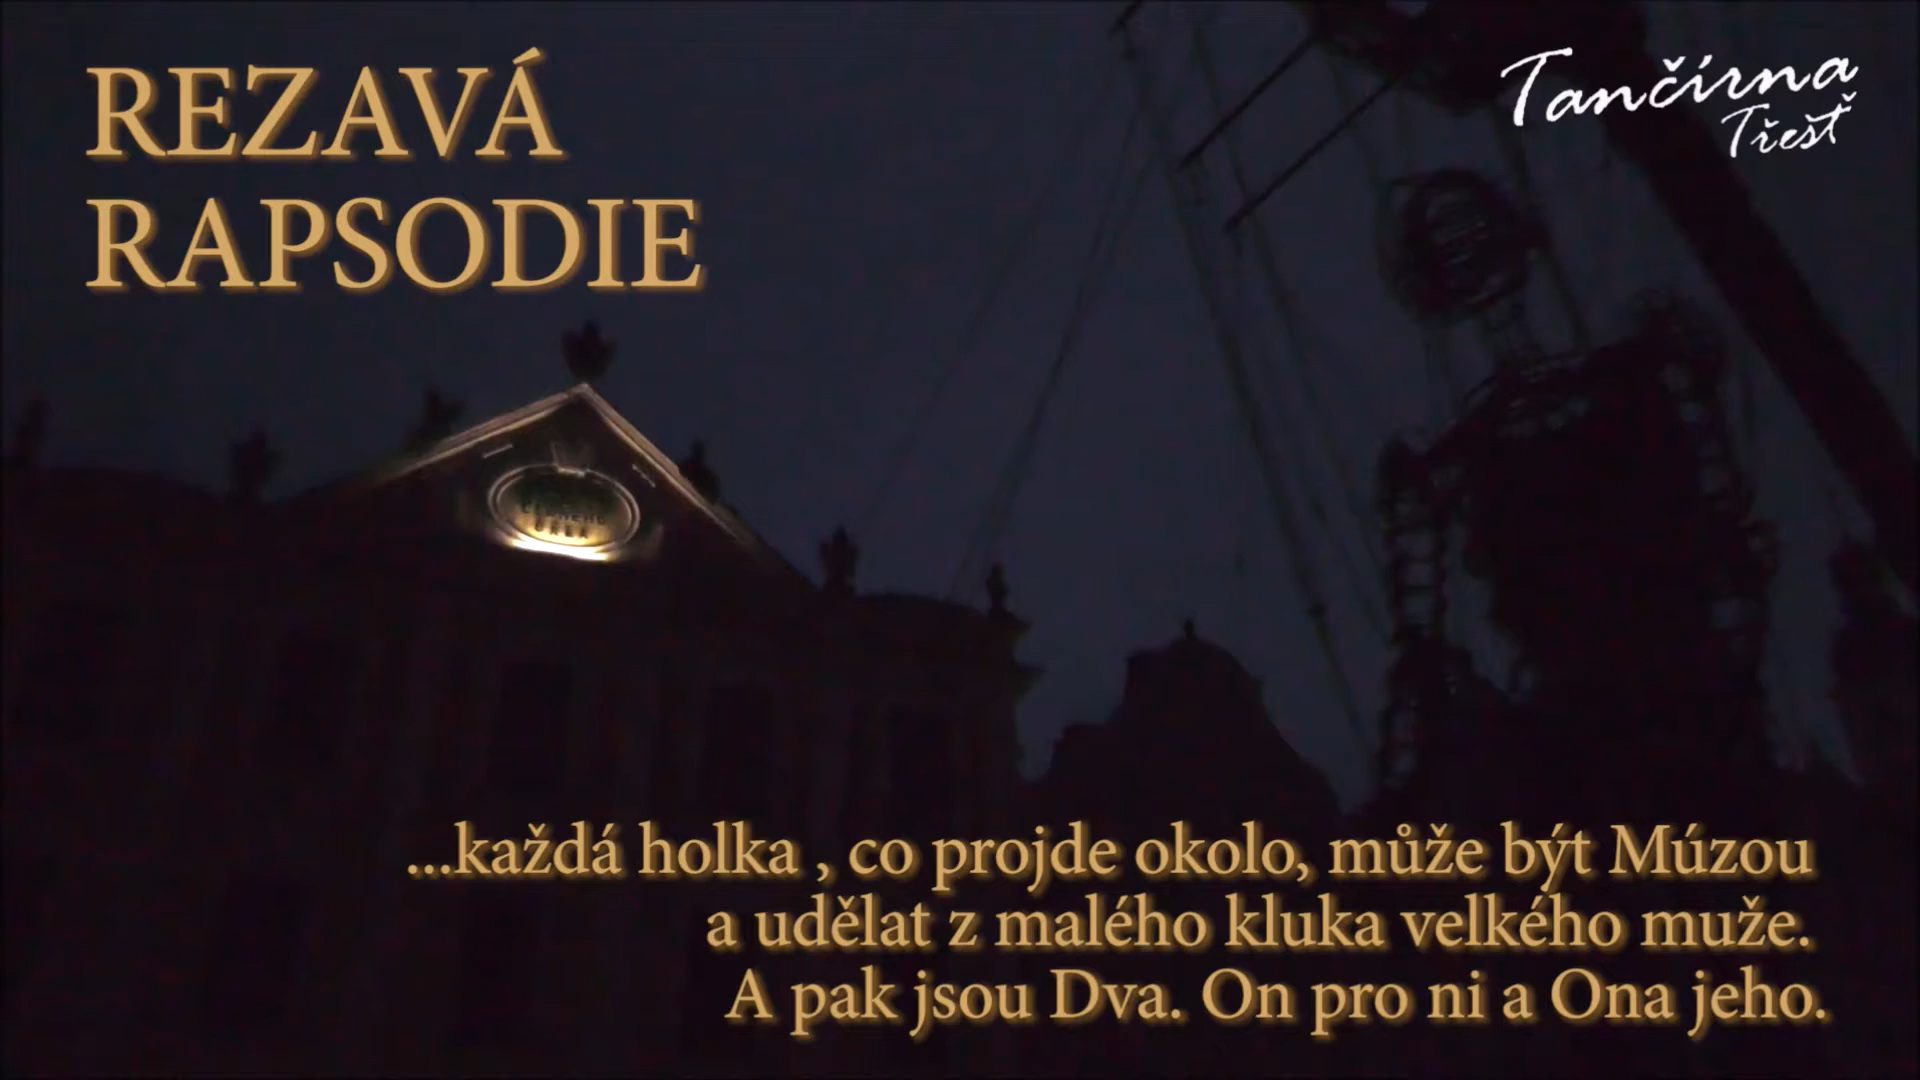 REZAVÁ
RAPSODIE
Tančírna
Třešť
...každá holka , co projde okolo, může být Múzou
a udělat z malého kluka velkého muže.
A pak jsou Dva. On pro ni a Ona jeho.